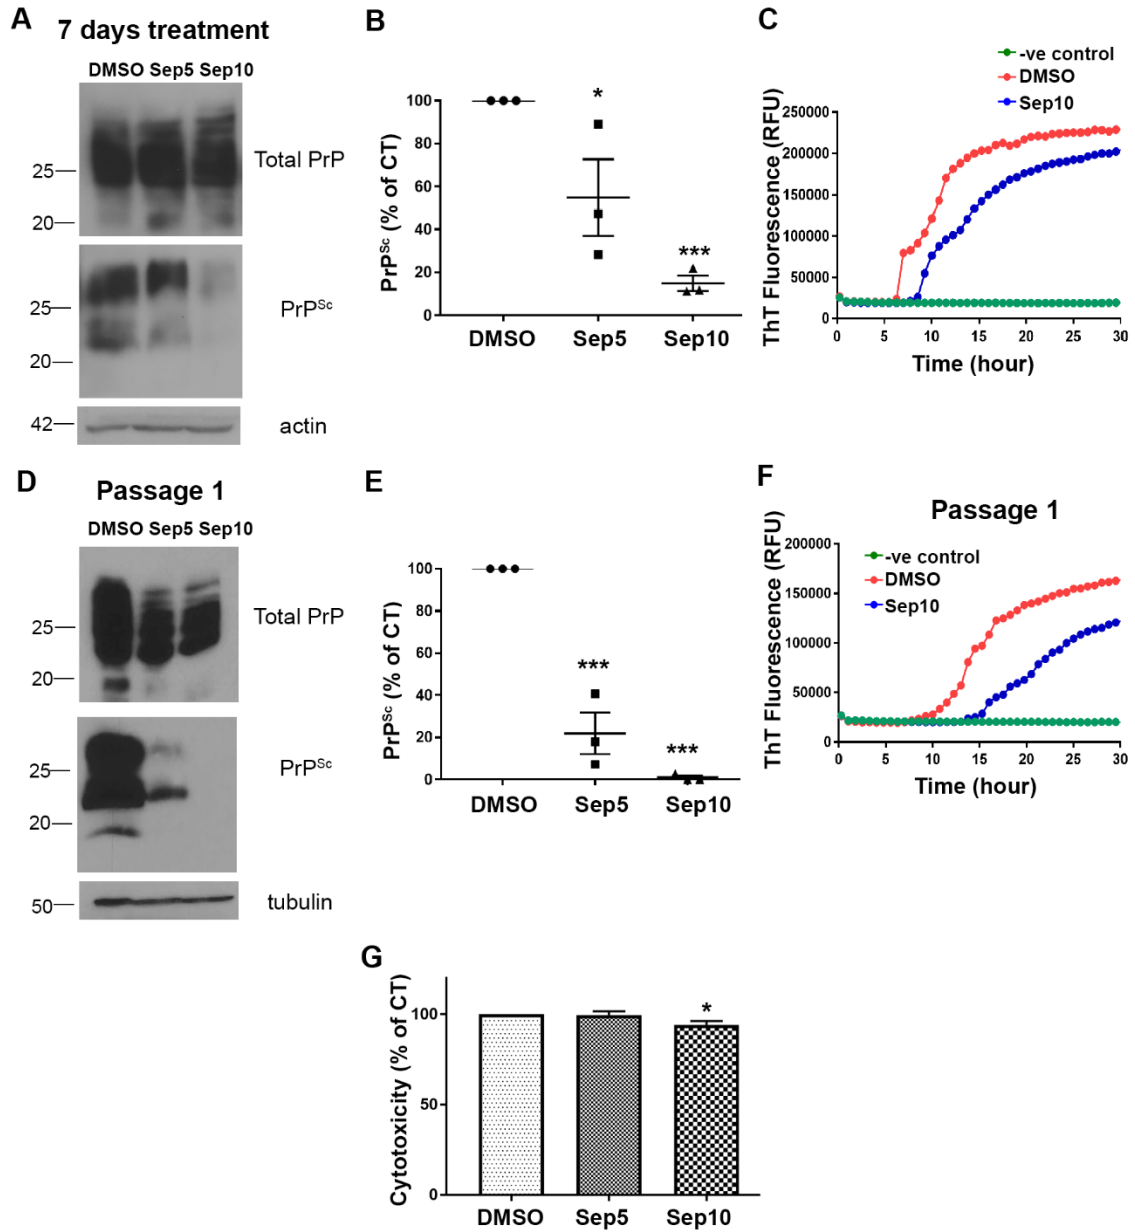 A
7 days treatment
DMSO Sep5 Sep10
Total PrP
25
20
PrPSc
25
20
42
actin
B
PrPSc (% of CT)
100
80
60
40
20
0
*
***
DMSO
Sep5
Sep10
C
-ve control
DMSO
Sep10
ThT Fluorescence (RFU)
250000
200000
150000
100000
50000
0
0
5
10
15
20
25
30
Time (hour)
D
Passage 1
DMSO Sep5 Sep10
Total PrP
25
20
PrPSc
25
20
50
tubulin
E
PrPSc (% of CT)
100
80
60
40
20
0
***
***
DMSO
Sep5
Sep10
F
Passage 1
-ve control
DMSO
Sep10
ThT Fluorescence (RFU)
200000
150000
100000
50000
0
0
5
10
15
20
25
30
Time (hour)
G
Cytotoxicity (% of CT)
100
50
0
*
DMSO
Sep5
Sep10